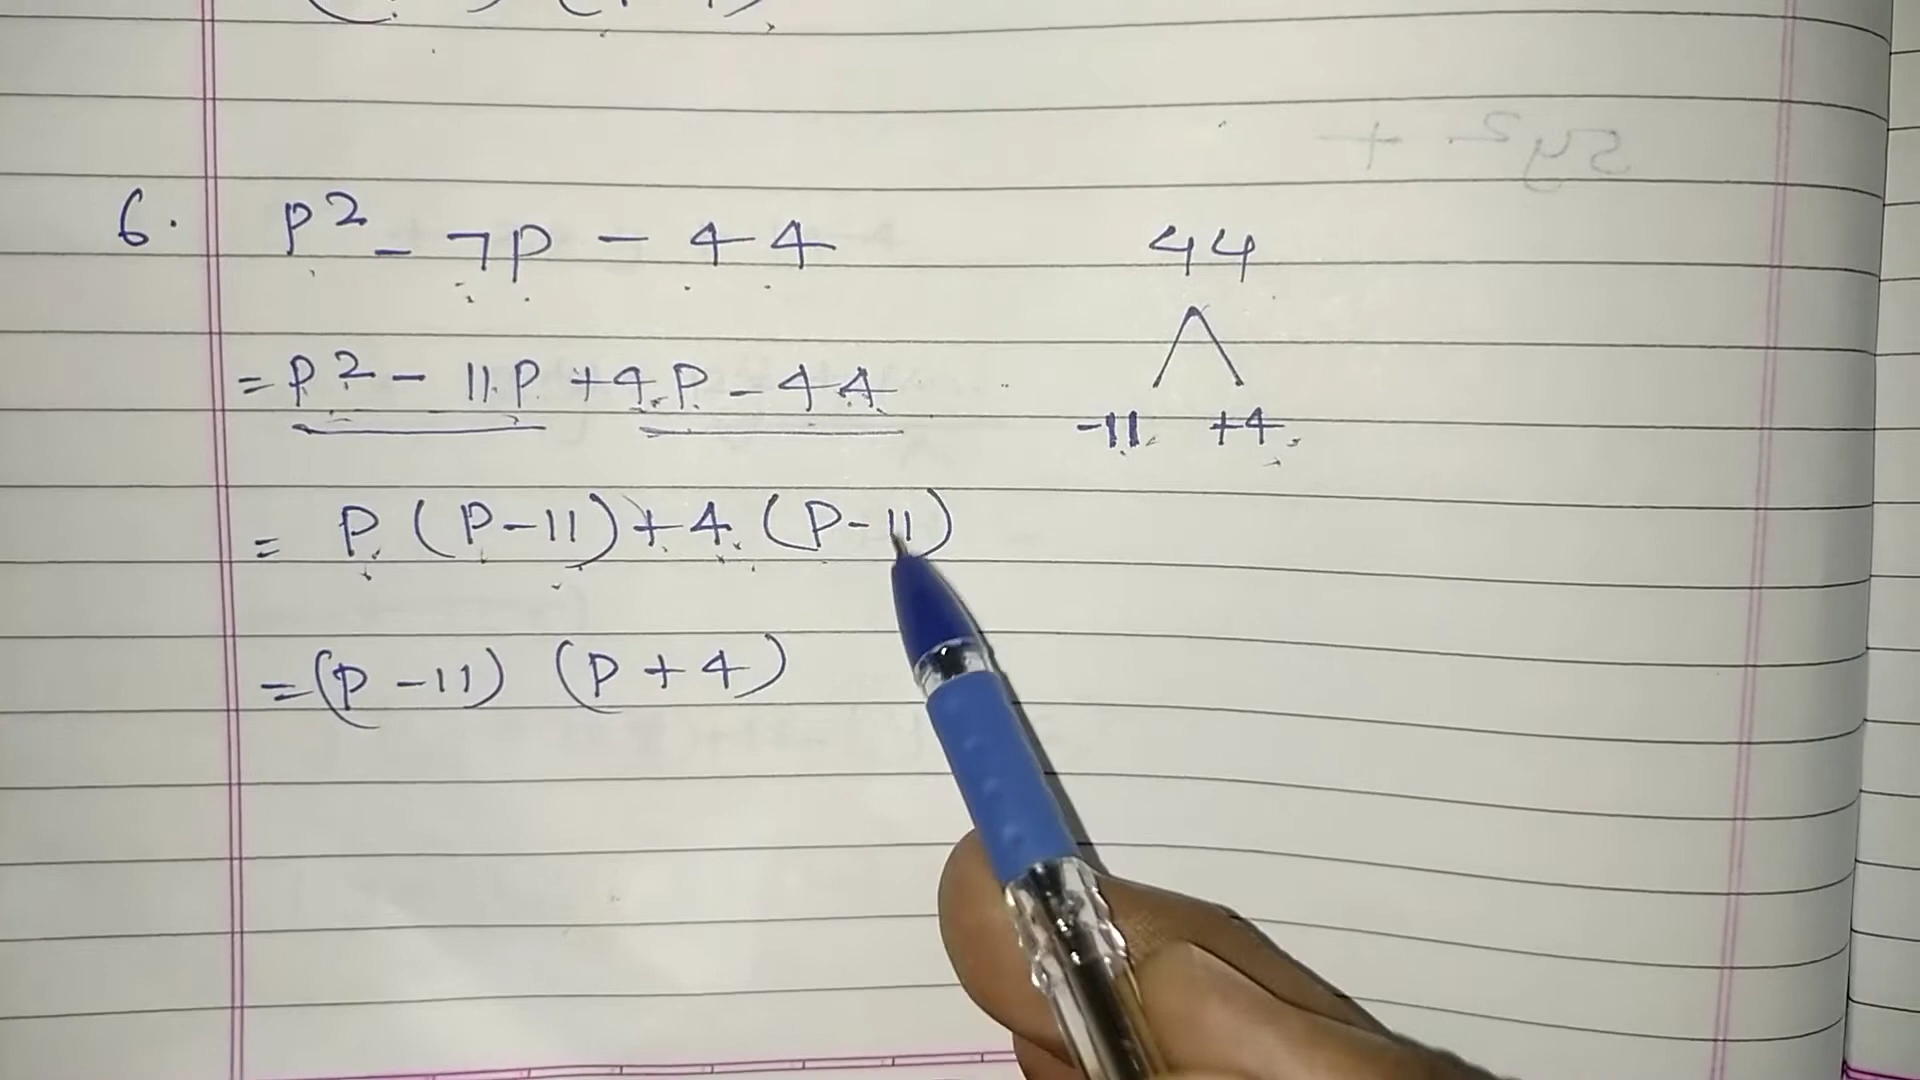 6. p² - 7p - 44
44
= p² - 11p + 4p - 44
-11 +4
= p (p - 11) + 4 (p - 11)
= (p - 11) (p + 4)